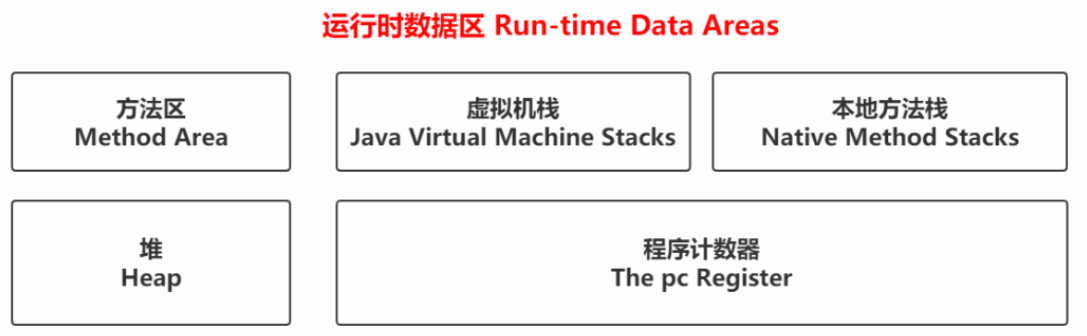 运行时数据区 Run-time Data Areas
方法区
Method Area
虚拟机栈
Java Virtual Machine Stacks
本地方法栈
Native Method Stacks
堆
Heap
程序计数器
The pc Register